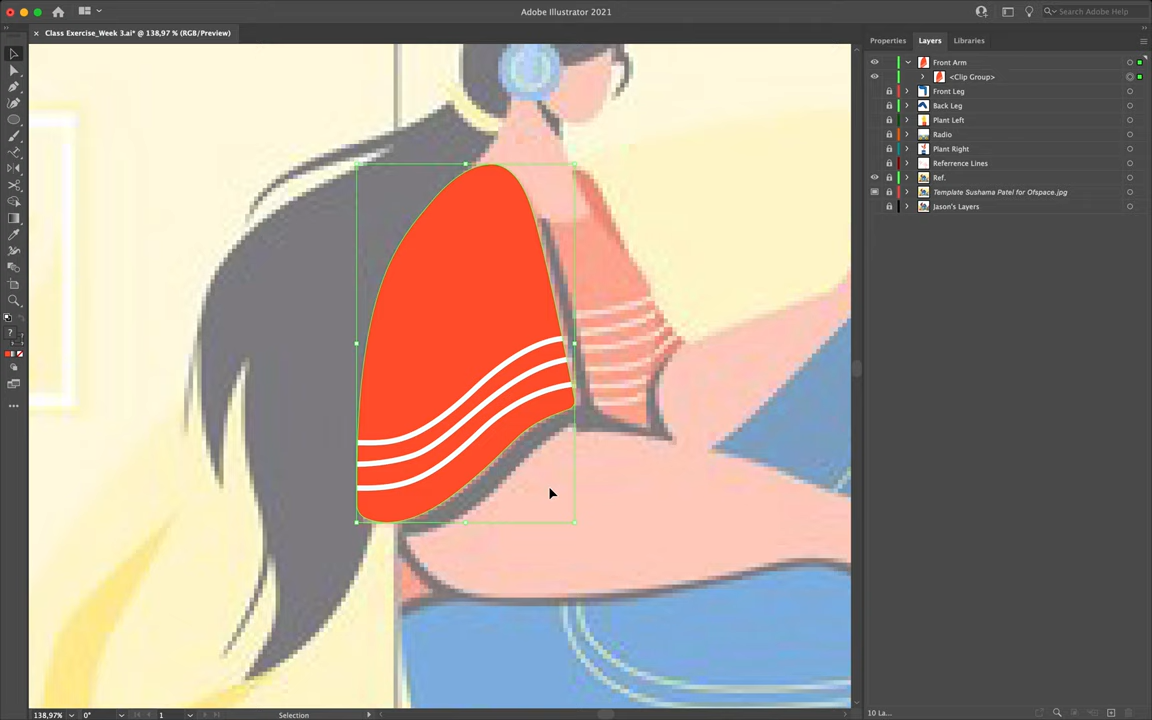 Adobe Illustrator 2021
Search Adobe Help
× Class Exercise_Week 3.ai* @ 138,97 % (RGB/Preview)
Properties Layers Libraries
Front Arm
<Clip Group>
Front Leg
Back Leg
Plant Left
Radio
Plant Right
Referrence Lines
Ref.
Template Sushama Patel for Ofspace.jpg
Jason's Layers
138,97% 0° 1 Selection
10 La...